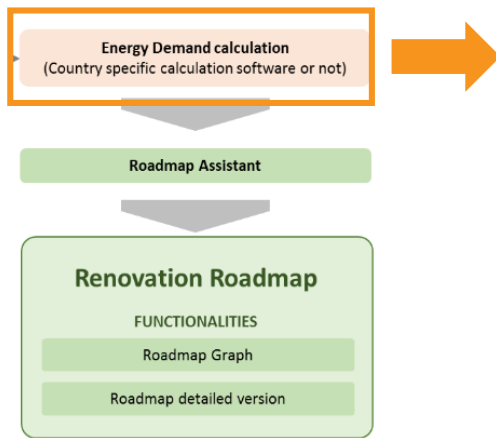 Energy Demand calculation
(Country specific calculation software or not)
Roadmap Assistant
Renovation Roadmap
FUNCTIONALITIES
Roadmap Graph
Roadmap detailed version